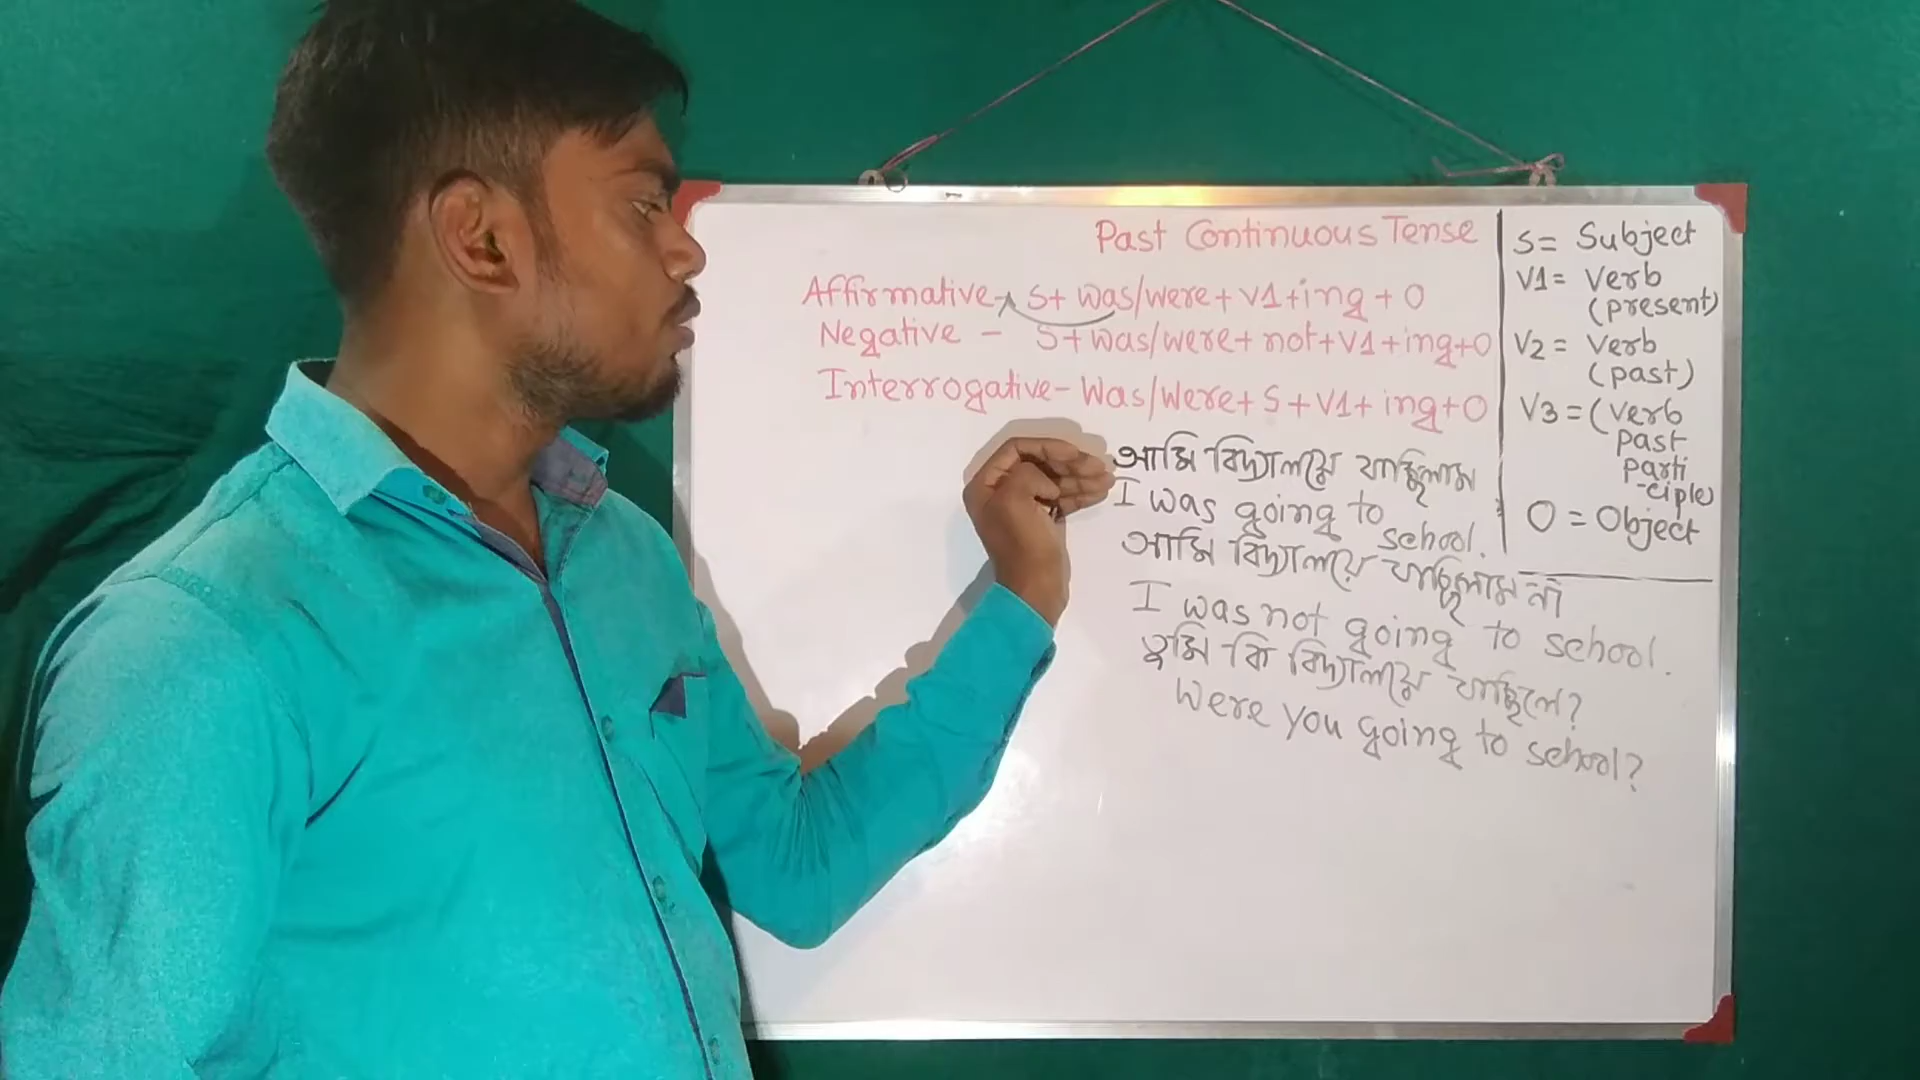 Past Continuous Tense
Affirmative- S+ was/were+ V1+ing + O
Negative - S+was/were+ not+V1+ing+O
Interrogative- Was/Were+ S+V1+ ing+O
আমি বিদ্যালয়ে যাচ্ছিলাম
I was going to
school.
আমি বিদ্যালয়ে যাচ্ছিলাম না
I was not going to school.
তুমি কি বিদ্যালয়ে যাচ্ছিলে?
Were you going to school?
S= Subject
V1= Verb
(present)
V2= Verb
(past)
V3=(Verb
past
parti
-ciple)
O = Object